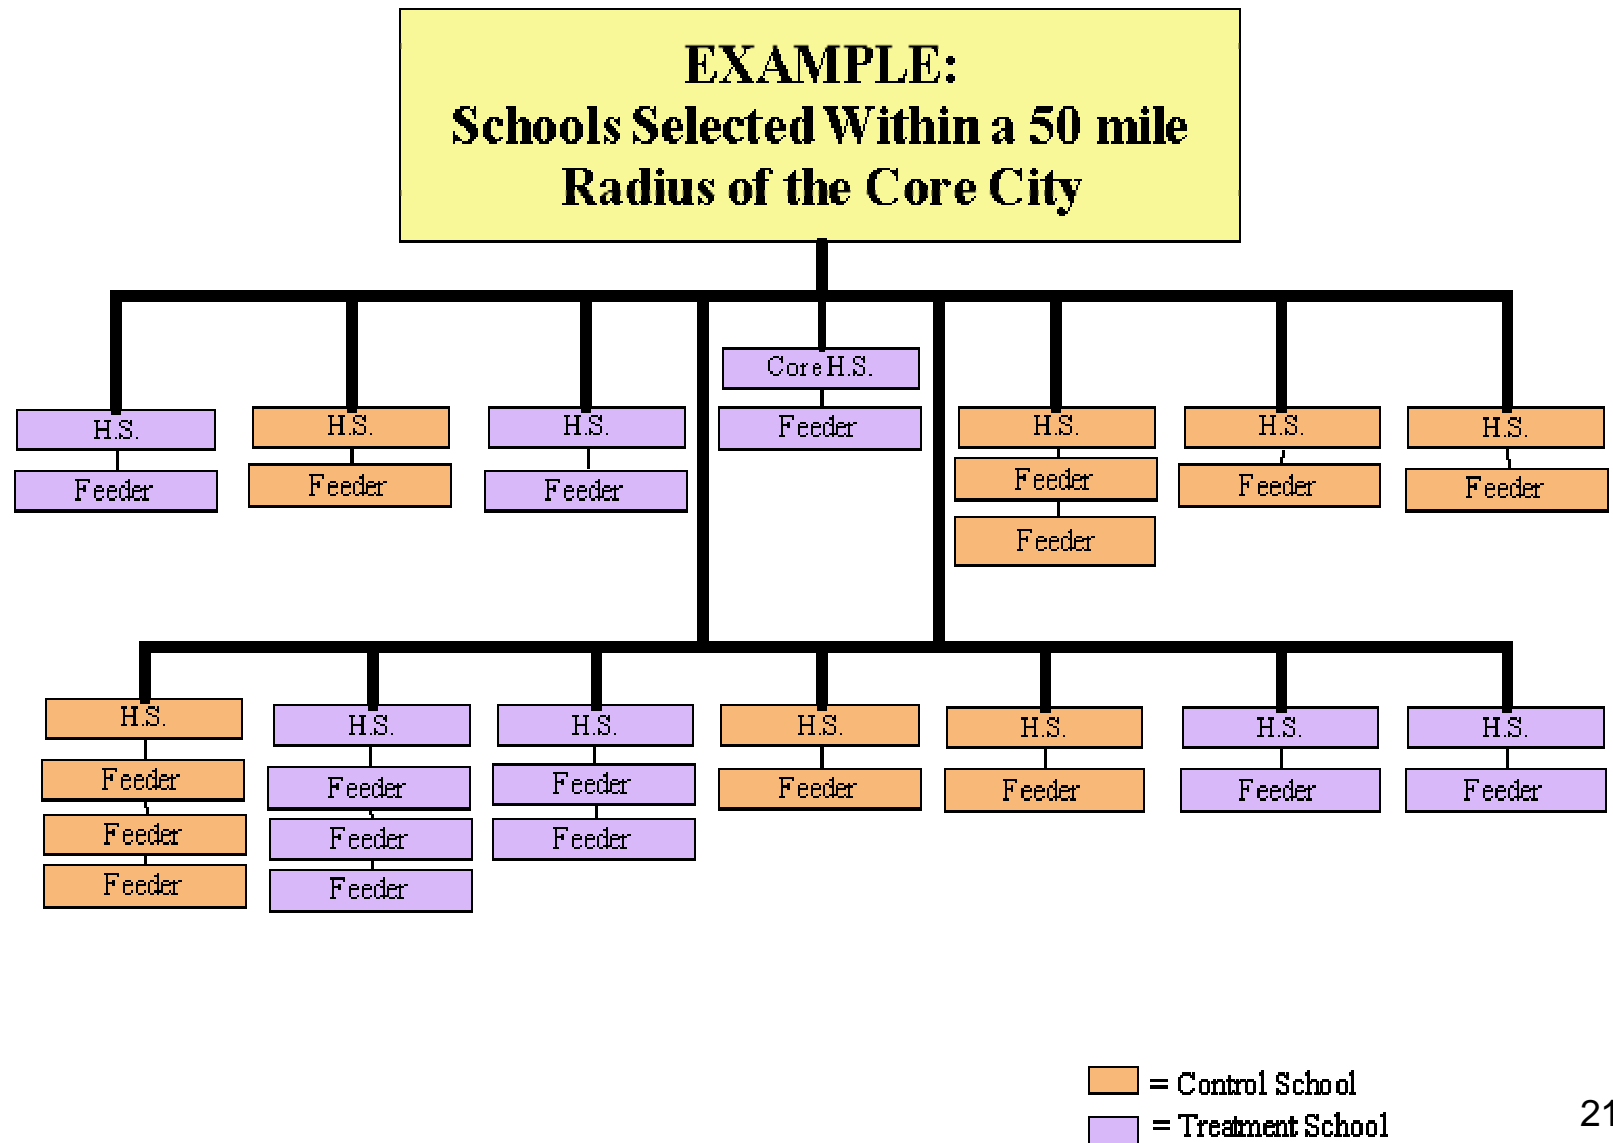 EXAMPLE:
Schools Selected Within a 50 mile
Radius of the Core City
Core H.S.
H.S.
H.S.
H.S.
Feeder
H.S.
H.S.
H.S.
Feeder
Feeder
Feeder
Feeder
Feeder
Feeder
Feeder
H.S.
H.S.
H.S.
H.S.
H.S.
H.S.
H.S.
Feeder
Feeder
Feeder
Feeder
Feeder
Feeder
Feeder
Feeder
Feeder
Feeder
Feeder
Feeder
= Control School
= Treatment School
21